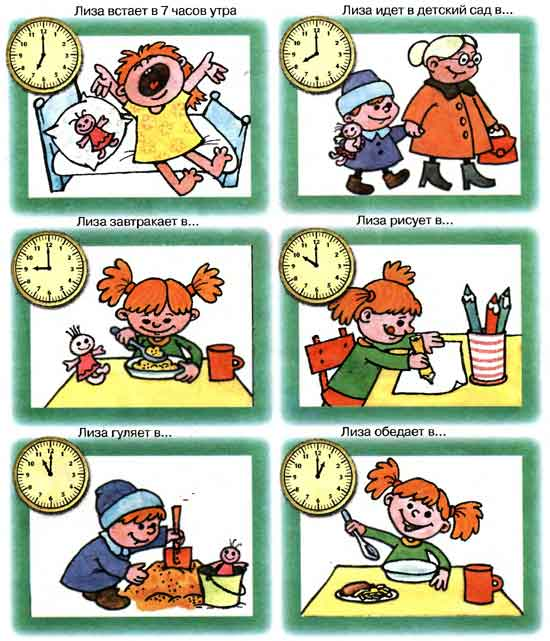 Лиза встает в 7 часов утра
Лиза идет в детский сад в...
Лиза завтракает в...
Лиза рисует в...
Лиза гуляет в...
Лиза обедает в...